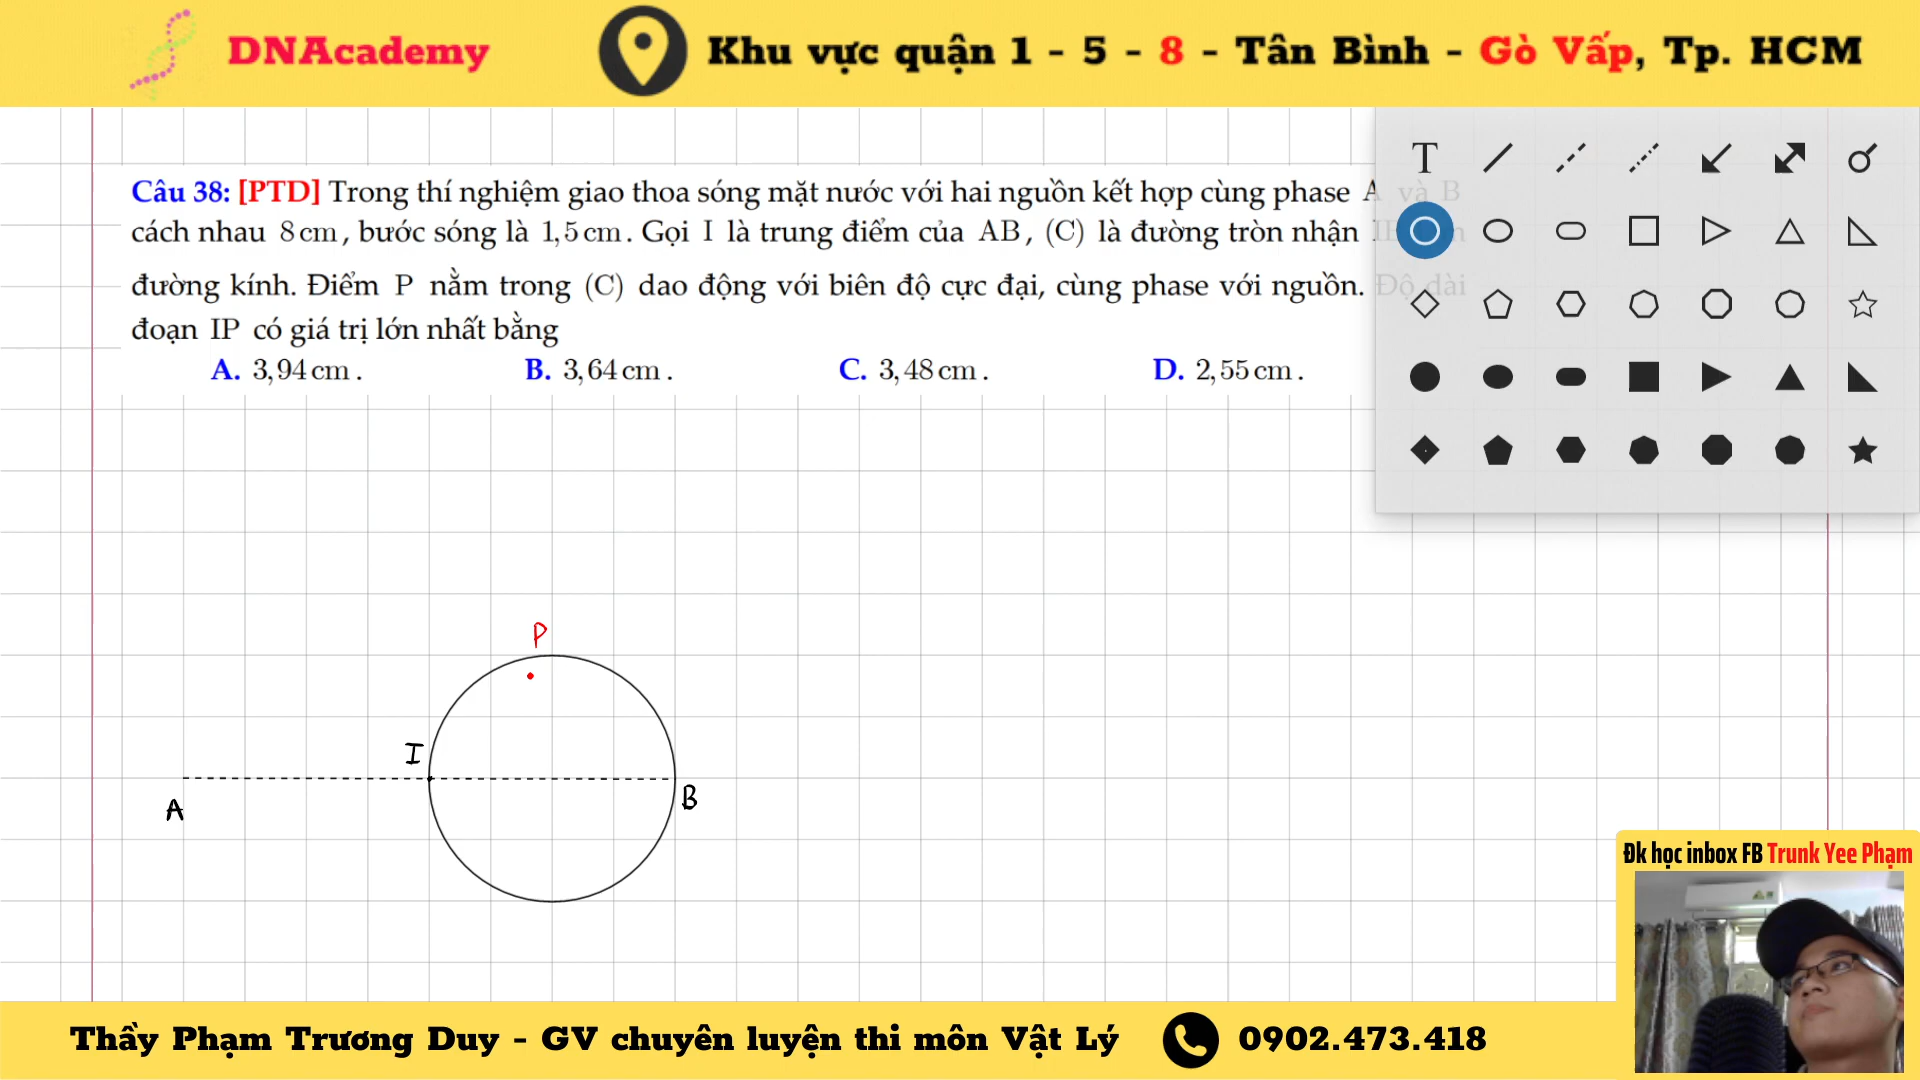 DNAcademy
Khu vực quận 1 - 5 - 8 - Tân Bình - Gò Vấp, Tp. HCM
Câu 38: [PTD] Trong thí nghiệm giao thoa sóng mặt nước với hai nguồn kết hợp cùng phase A và B
cách nhau 8 cm, bước sóng là 1,5 cm. Gọi I là trung điểm của AB, (C) là đường tròn nhận IB
đường kính. Điểm P nằm trong (C) dao động với biên độ cực đại, cùng phase với nguồn. Độ dài
đoạn IP có giá trị lớn nhất bằng
A. 3,94 cm. B. 3,64 cm. C. 3,48 cm. D. 2,55 cm.
T
P
I
A
B
Đk học inbox FB Trunk Yee Phạm
Thầy Phạm Trương Duy - GV chuyên luyện thi môn Vật Lý 0902.473.418